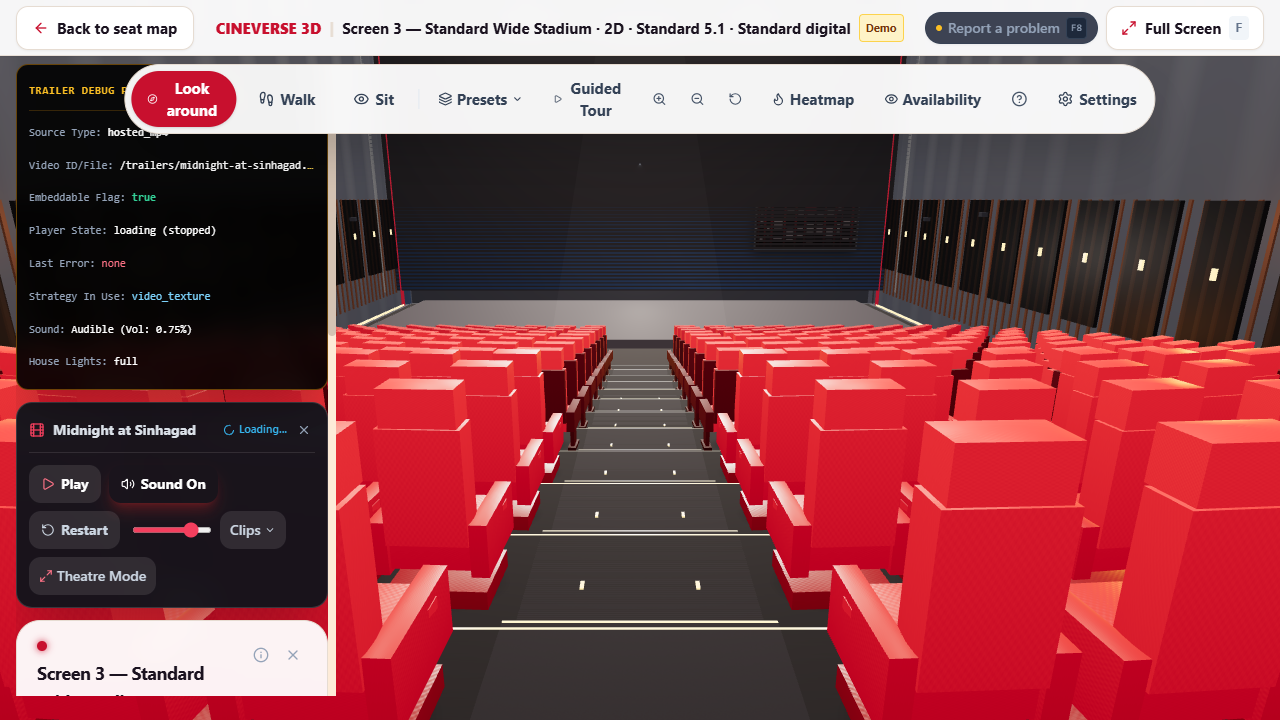 Back to seat map
CINEVERSE 3D | Screen 3 — Standard Wide Stadium · 2D · Standard 5.1 · Standard digital
Demo
Report a problem F8
Full Screen F
Look around
Walk
Sit
Presets
Guided Tour
Heatmap
Availability
Settings
TRAILER DEBUG
Source Type: hosted_mp4
Video ID/File: /trailers/midnight-at-sinhagad.…
Embeddable Flag: true
Player State: loading (stopped)
Last Error: none
Strategy In Use: video_texture
Sound: Audible (Vol: 0.75%)
House Lights: full
Midnight at Sinhagad
Loading...
Play
Sound On
Restart
Clips
Theatre Mode
Screen 3 — Standard